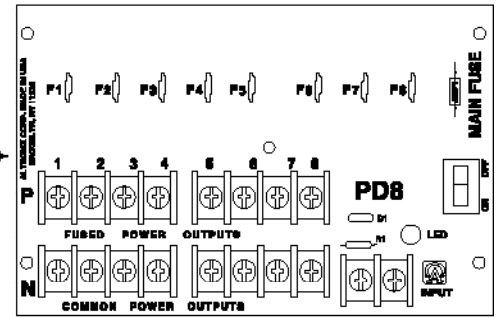 F1 F2 F3 F4 F5 F6 F7 F8
MAIN FUSE
ALTRONIX CORP. MADE IN USA
BROOKLYN, NY 11220
1 2 3 4 5 6 7 8
P
PD8
OFF
ON
D1
FUSED POWER OUTPUTS
R1
LED
N
INPUT
COMMON POWER OUTPUTS